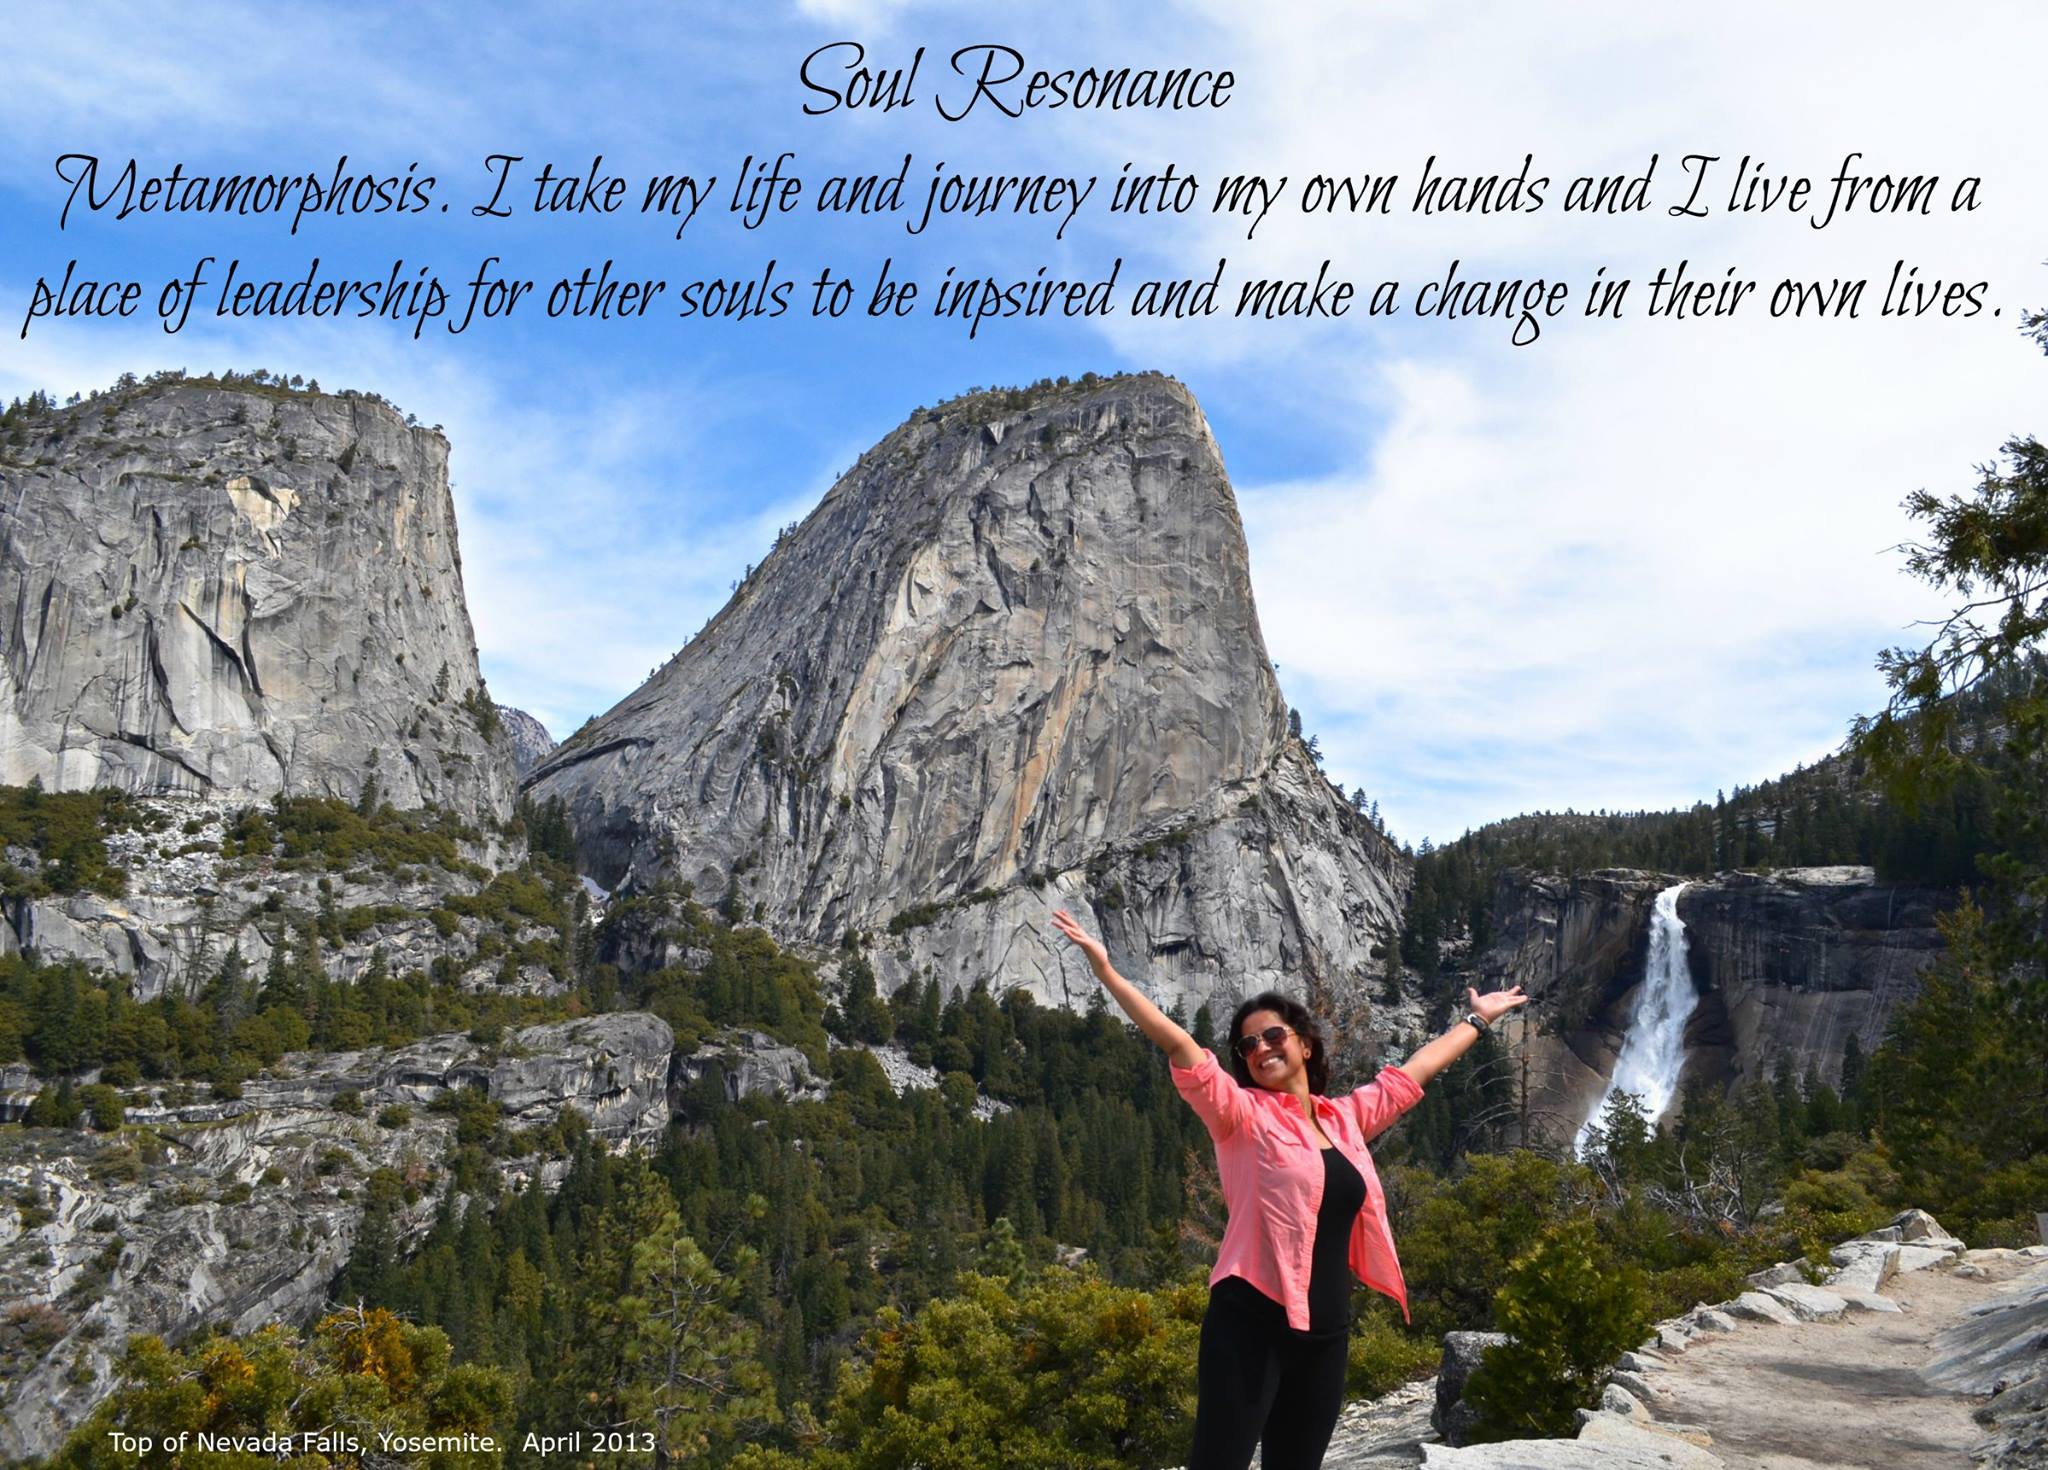 Soul Resonance
Metamorphosis. I take my life and journey into my own hands and I live from a
place of leadership for other souls to be inpsired and make a change in their own lives.
Top of Nevada Falls, Yosemite.  April 2013